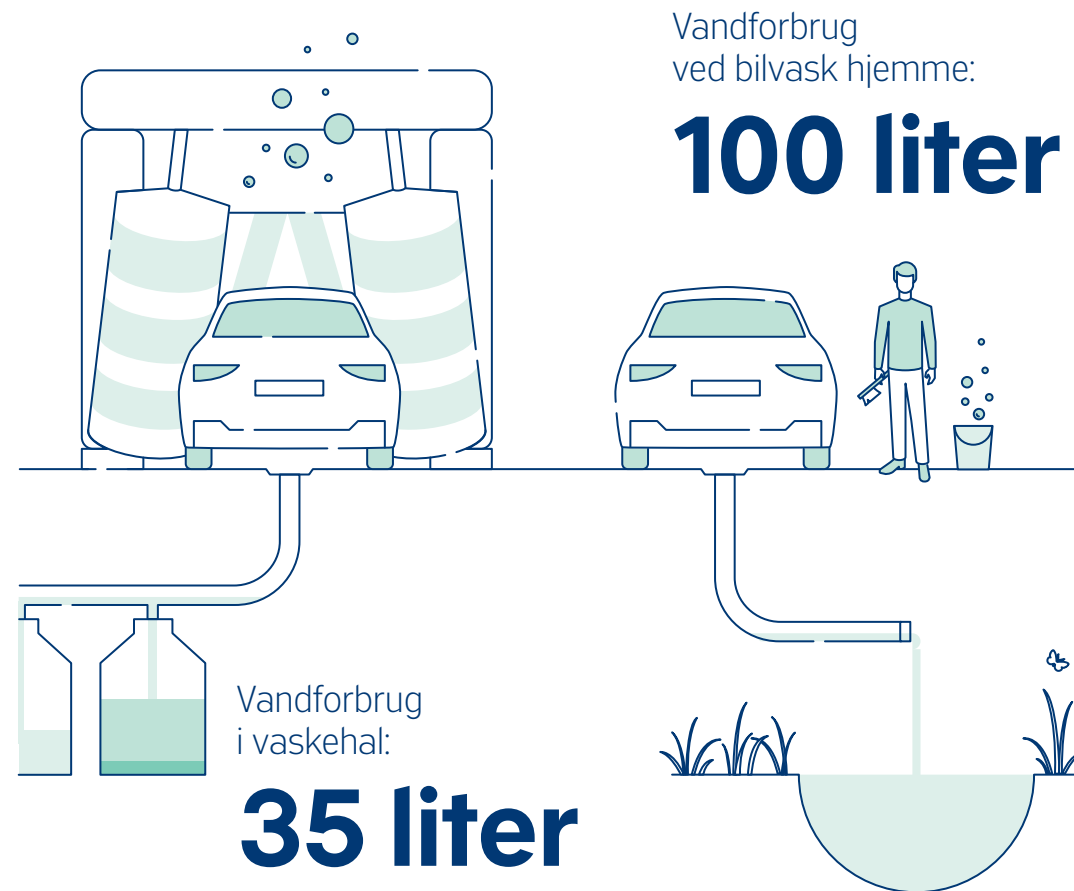 Vandforbrug
ved bilvask hjemme:
100 liter
Vandforbrug
i vaskehal:
35 liter